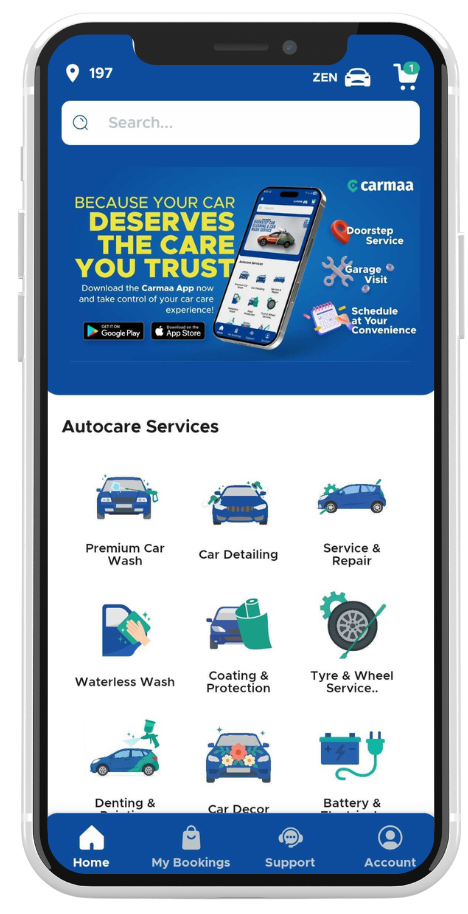 197
ZEN
1
Search...
carmaa
BECAUSE YOUR CAR
DESERVES
THE CARE
YOU TRUST
Download the Carmaa App now
and take control of your car care
experience!
GET IT ON
Google Play
Download on the
App Store
Doorstep
Service
Garage
Visit
Schedule
at Your
Convenience
Autocare Services
Autocare Services
Premium Car
Wash
Car Detailing
Service &
Repair
Waterless Wash
Coating &
Protection
Tyre & Wheel
Service..
Denting &
Car Decor
Battery &
Home
My Bookings
Support
Account